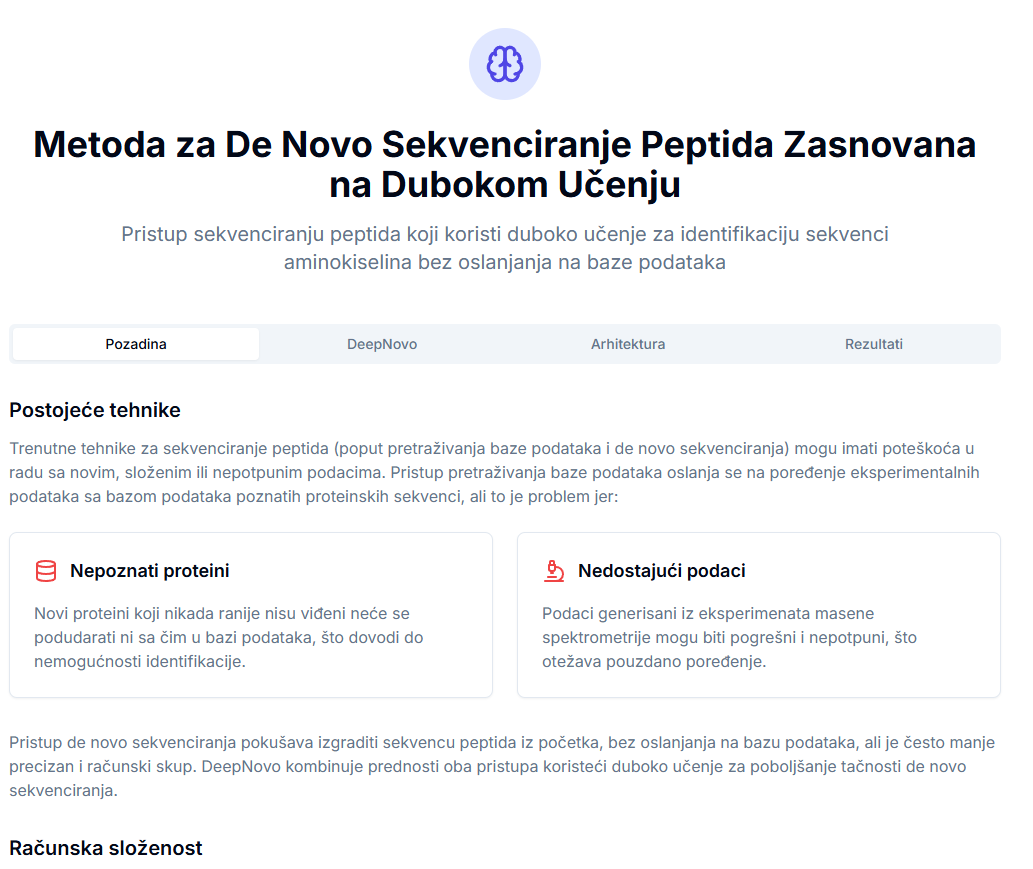 Metoda za De Novo Sekvenciranje Peptida Zasnovana
na Dubokom Učenju
Pristup sekvenciranju peptida koji koristi duboko učenje za identifikaciju sekvenci
aminokiselina bez oslanjanja na baze podataka
Pozadina
DeepNovo
Arhitektura
Rezultati
Postojeće tehnike
Trenutne tehnike za sekvenciranje peptida (poput pretraživanja baze podataka i de novo sekvenciranja) mogu imati poteškoća u
radu sa novim, složenim ili nepotpunim podacima. Pristup pretraživanja baze podataka oslanja se na poređenje eksperimentalnih
podataka sa bazom podataka poznatih proteinskih sekvenci, ali to je problem jer:
Nepoznati proteini
Novi proteini koji nikada ranije nisu viđeni neće se
podudarati ni sa čim u bazi podataka, što dovodi do
nemogućnosti identifikacije.
Nedostajući podaci
Podaci generisani iz eksperimenata masene
spektrometrije mogu biti pogrešni i nepotpuni, što
otežava pouzdano poređenje.
Pristup de novo sekvenciranja pokušava izgraditi sekvencu peptida iz početka, bez oslanjanja na bazu podataka, ali je često manje
precizan i računski skup. DeepNovo kombinuje prednosti oba pristupa koristeći duboko učenje za poboljšanje tačnosti de novo
sekvenciranja.
Računska složenost